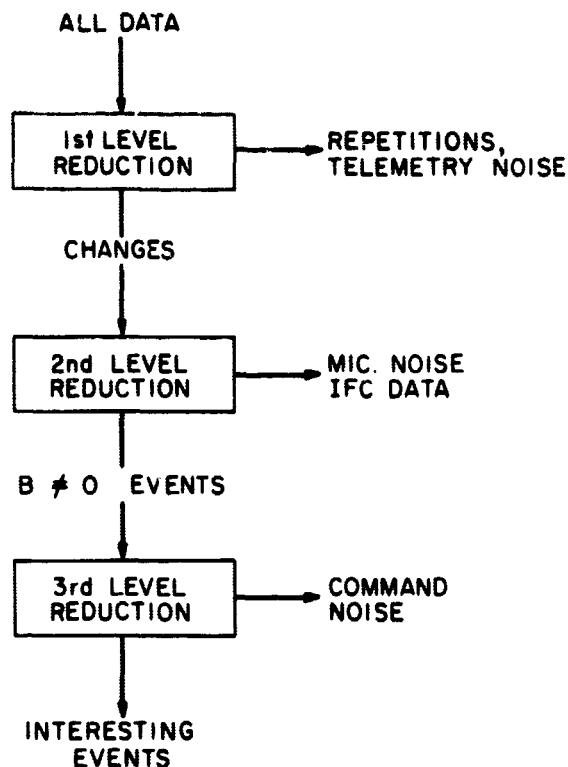 ALL DATA
1st LEVEL
REDUCTION
REPETITIONS,
TELEMETRY NOISE
CHANGES
2nd LEVEL
REDUCTION
MIC. NOISE
IFC DATA
B ≠ 0 EVENTS
3rd LEVEL
REDUCTION
COMMAND
NOISE
INTERESTING
EVENTS